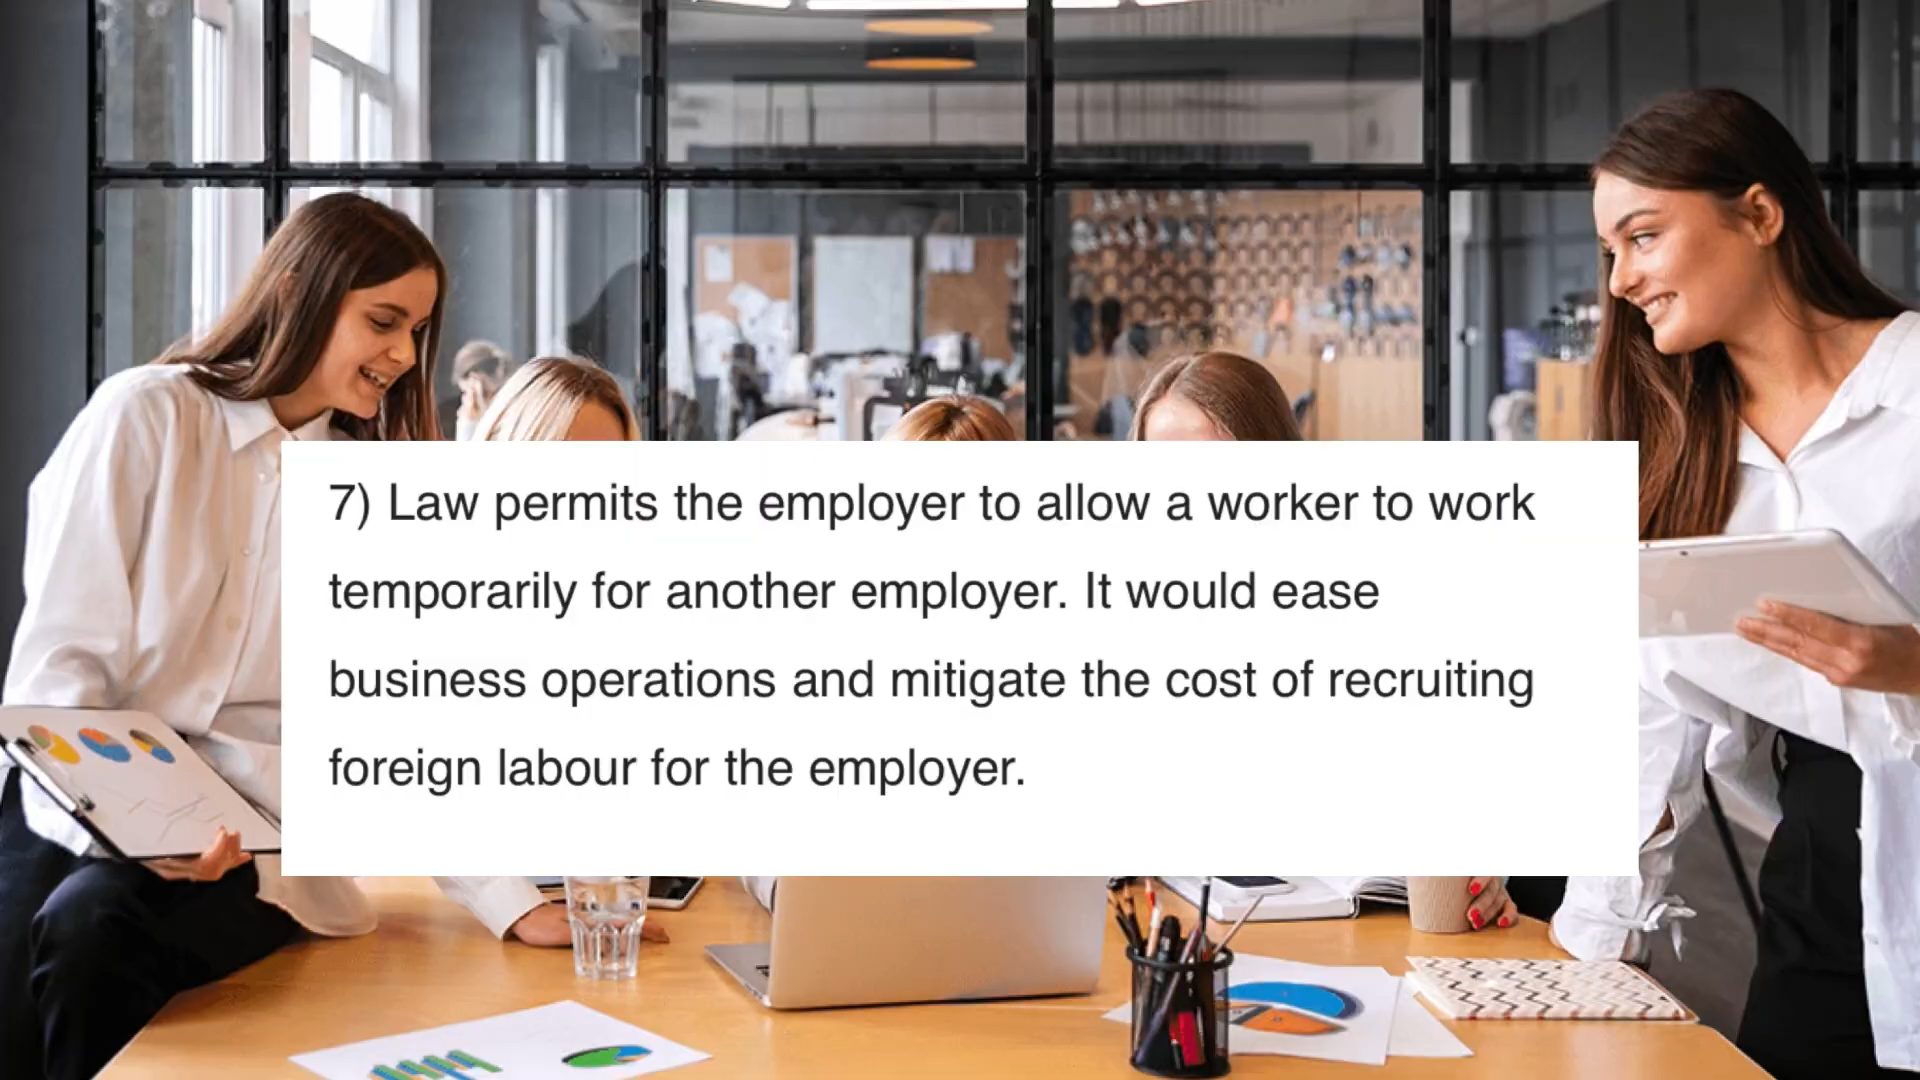 7) Law permits the employer to allow a worker to work
temporarily for another employer. It would ease
business operations and mitigate the cost of recruiting
foreign labour for the employer.